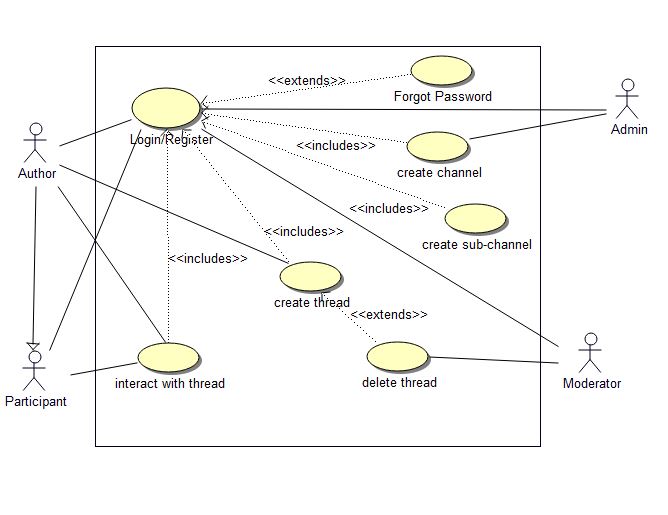 <<extends>>
Forgot Password
Admin
Login/Register
<<includes>>
create channel
Author
<<includes>>
<<includes>>
create sub-channel
<<includes>>
create thread
<<extends>>
interact with thread
delete thread
Moderator
Participant